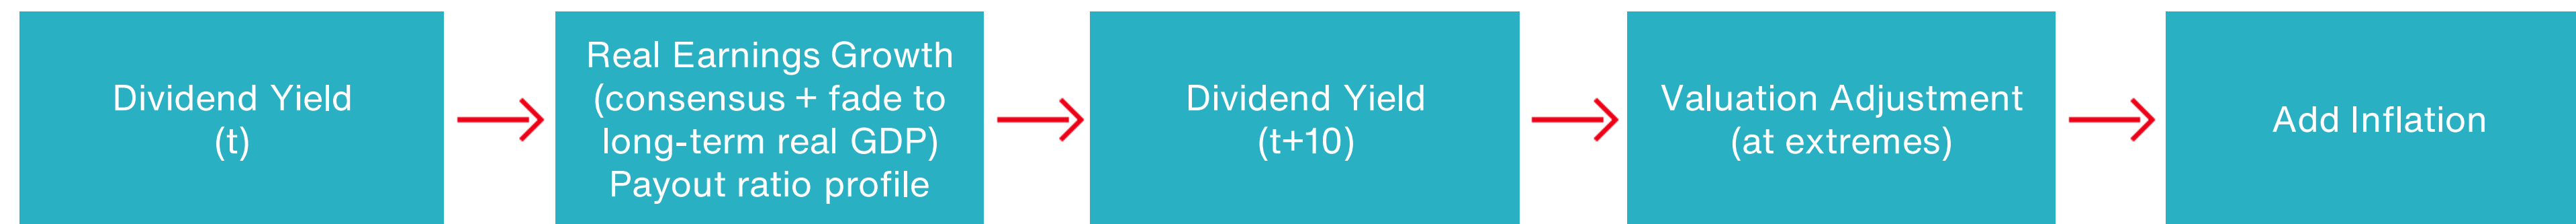 Dividend Yield
(t)
Real Earnings Growth
(consensus + fade to
long-term real GDP)
Payout ratio profile
Dividend Yield
(t+10)
Valuation Adjustment
(at extremes)
Add Inflation